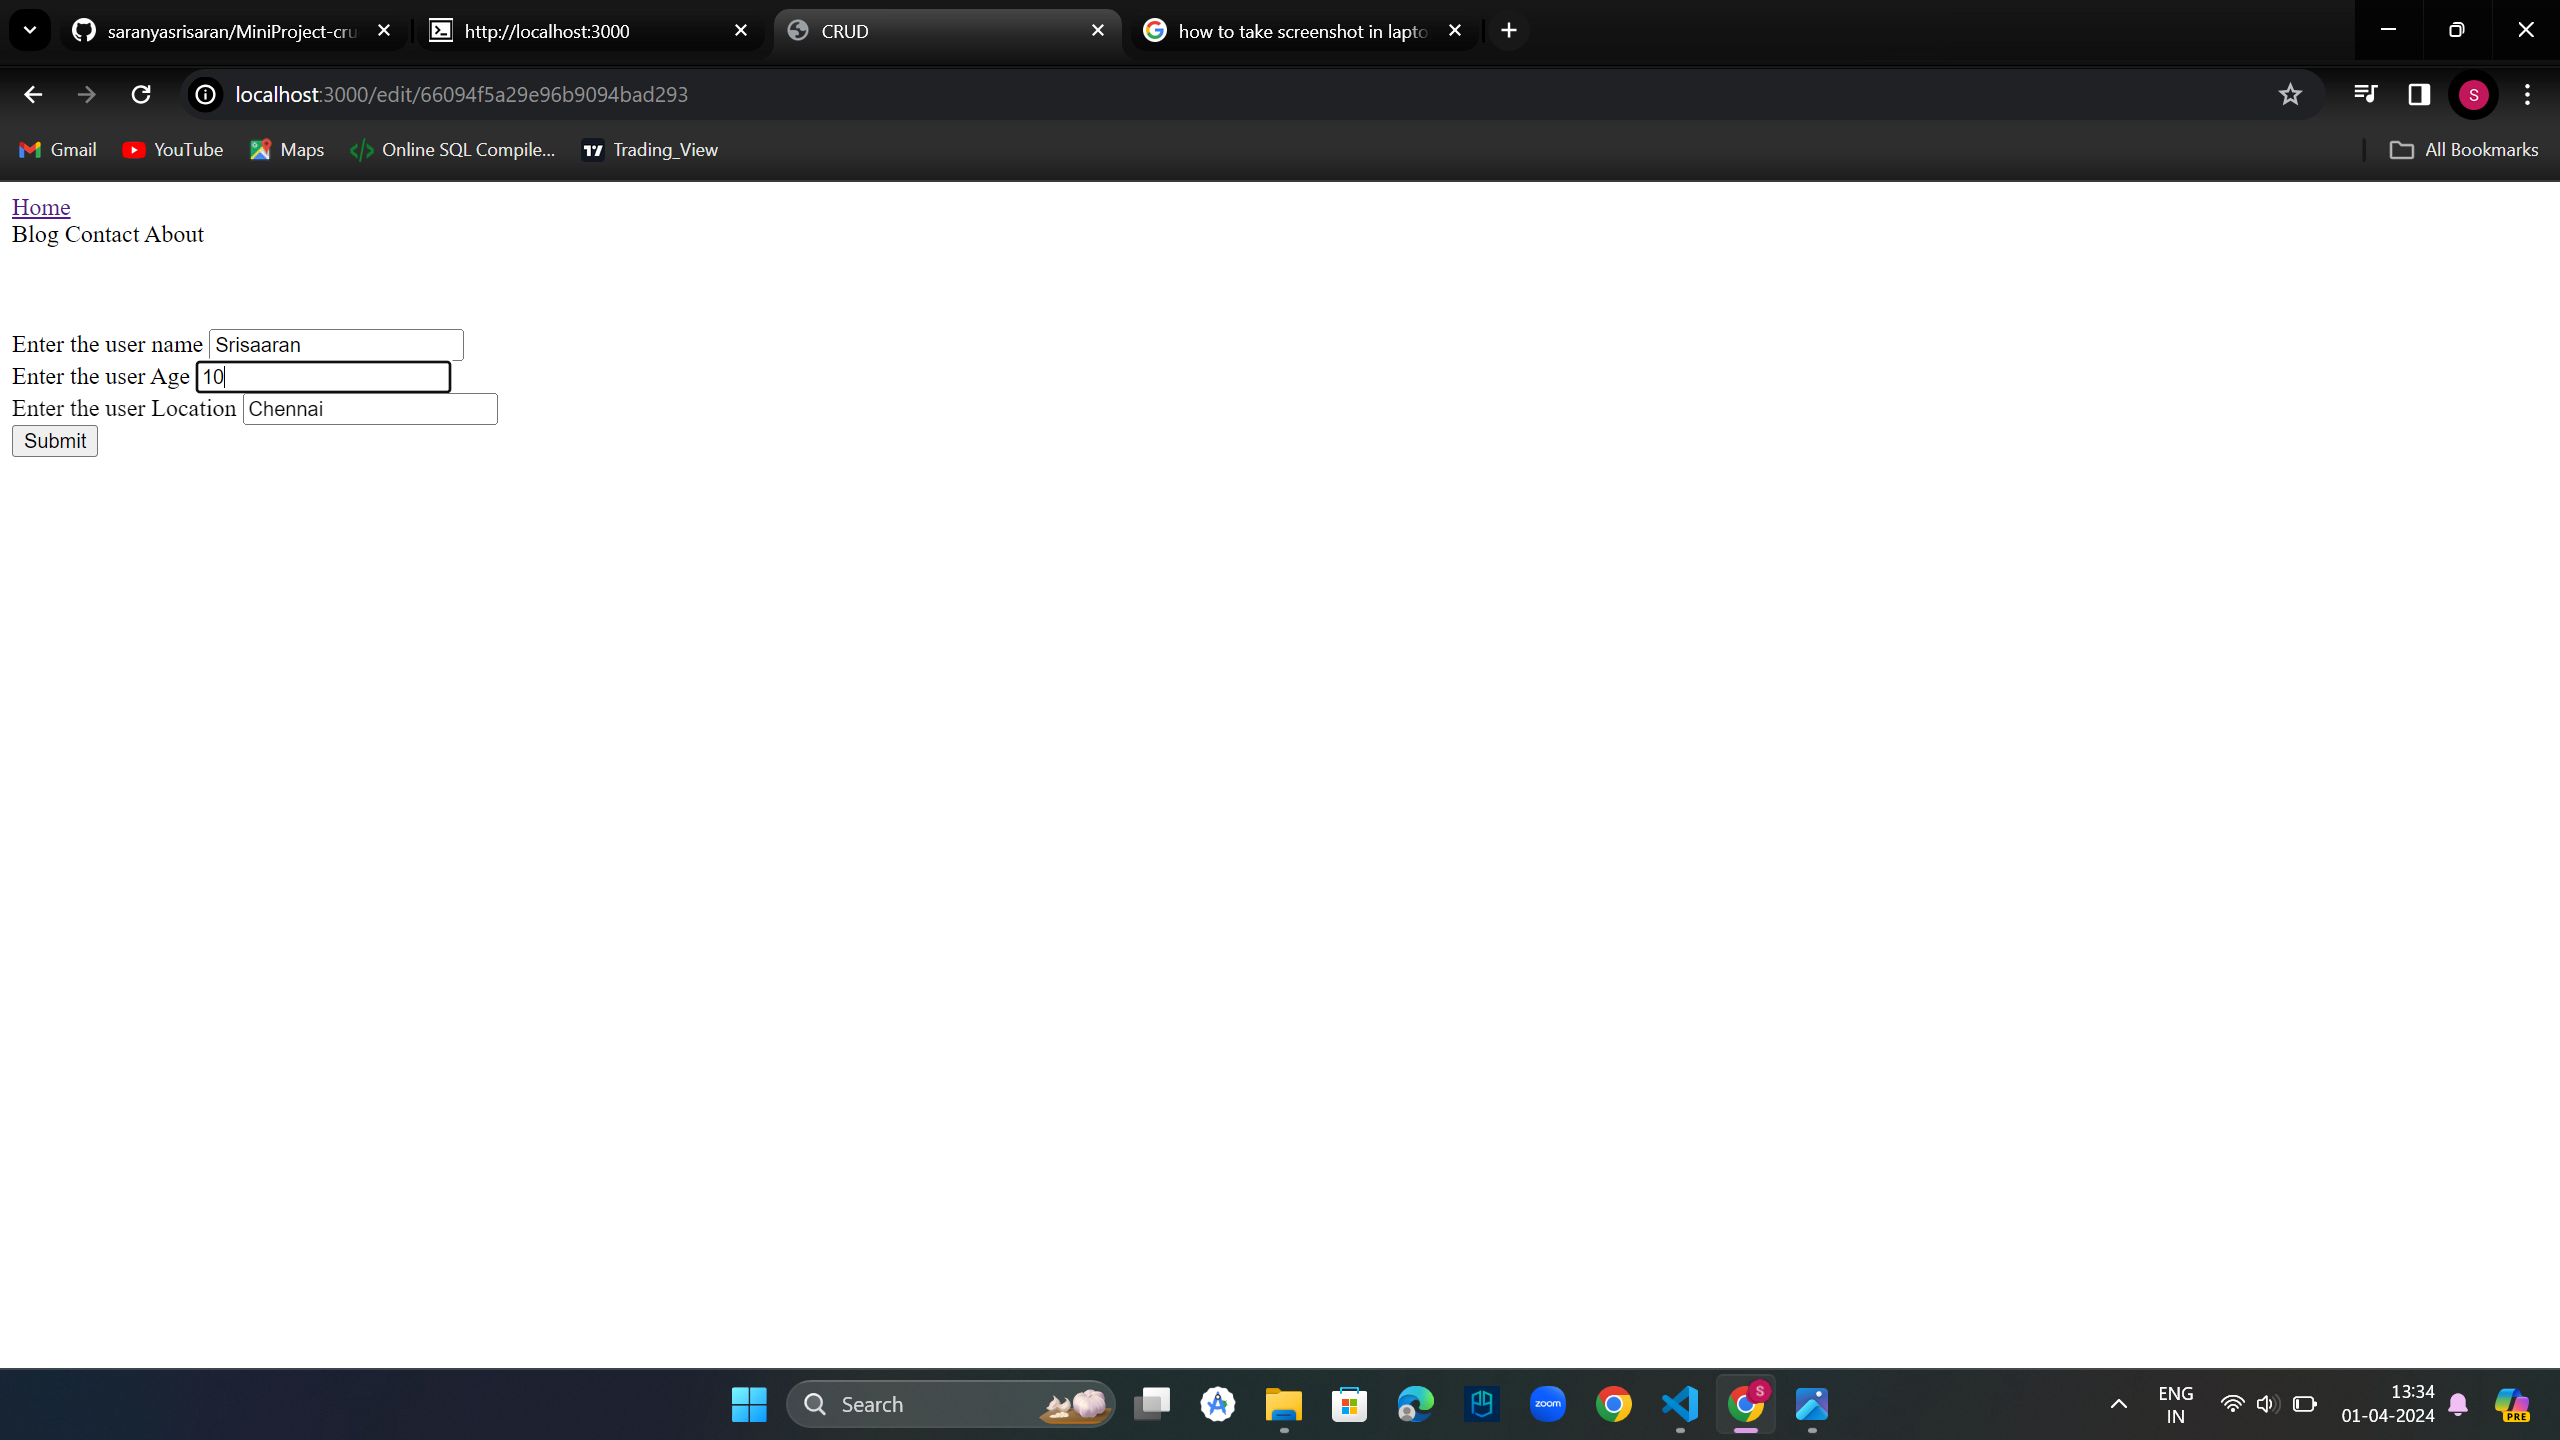 saranyasrisaran/MiniProject-cru
http://localhost:3000
CRUD
how to take screenshot in lapto
localhost:3000/edit/66094f5a29e96b9094bad293
S
Gmail
YouTube
Maps
Online SQL Compile...
Trading_View
All Bookmarks
Home
Blog Contact About
Enter the user name Srisaaran
Enter the user Age 10
Enter the user Location Chennai
Submit
Search
zoom
S
ENG
IN
13:34
01-04-2024
PRE